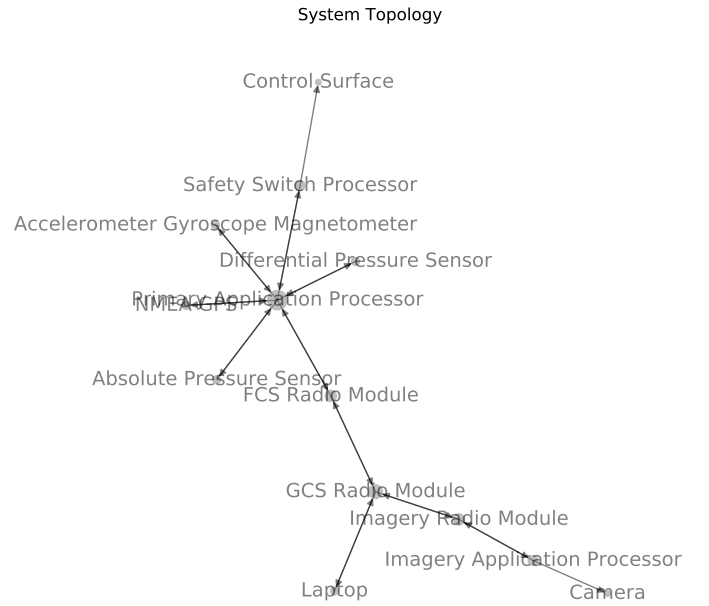 System Topology
Control Surface
Safety Switch Processor
Accelerometer Gyroscope Magnetometer
Differential Pressure Sensor
Primary Application Processor
NMEA GPS
Absolute Pressure Sensor
FCS Radio Module
GCS Radio Module
Imagery Radio Module
Imagery Application Processor
Laptop
Camera